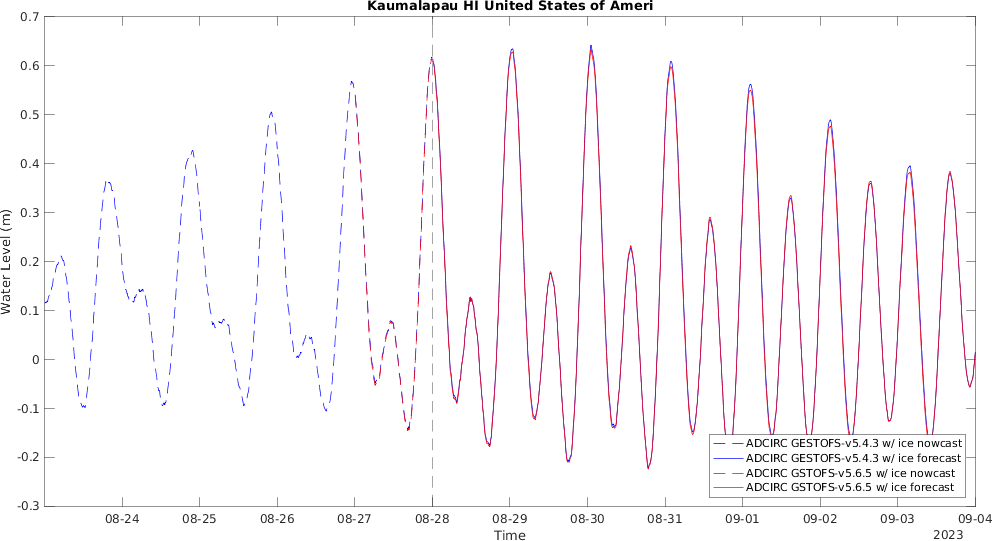 Kaumalapau HI United States of Ameri
0.7
0.6
0.5
0.4
0.3
0.2
0.1
0
-0.1
-0.2
-0.3
Water Level (m)
ADCIRC GESTOFS-v5.4.3 w/ ice nowcast
ADCIRC GESTOFS-v5.4.3 w/ ice forecast
ADCIRC GSTOFS-v5.6.5 w/ ice nowcast
ADCIRC GSTOFS-v5.6.5 w/ ice forecast
08-24 08-25 08-26 08-27 08-28 08-29 08-30 08-31 09-01 09-02 09-03 09-04
Time
2023